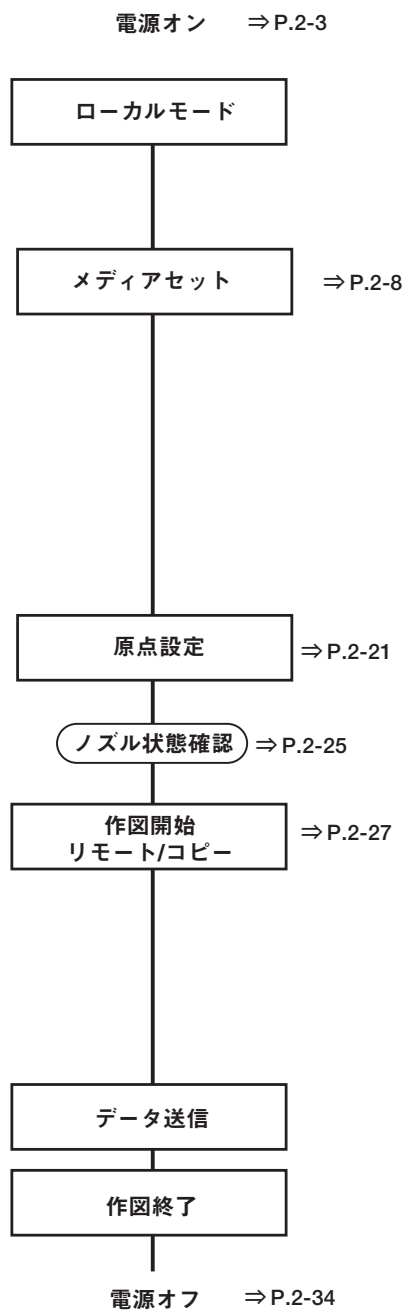 電源オン ⇒P.2-3
ローカルモード
メディアセット ⇒P.2-8
原点設定 ⇒P.2-21
ノズル状態確認 ⇒P.2-25
作図開始
リモート/コピー ⇒P.2-27
データ送信
作図終了
電源オフ ⇒P.2-34